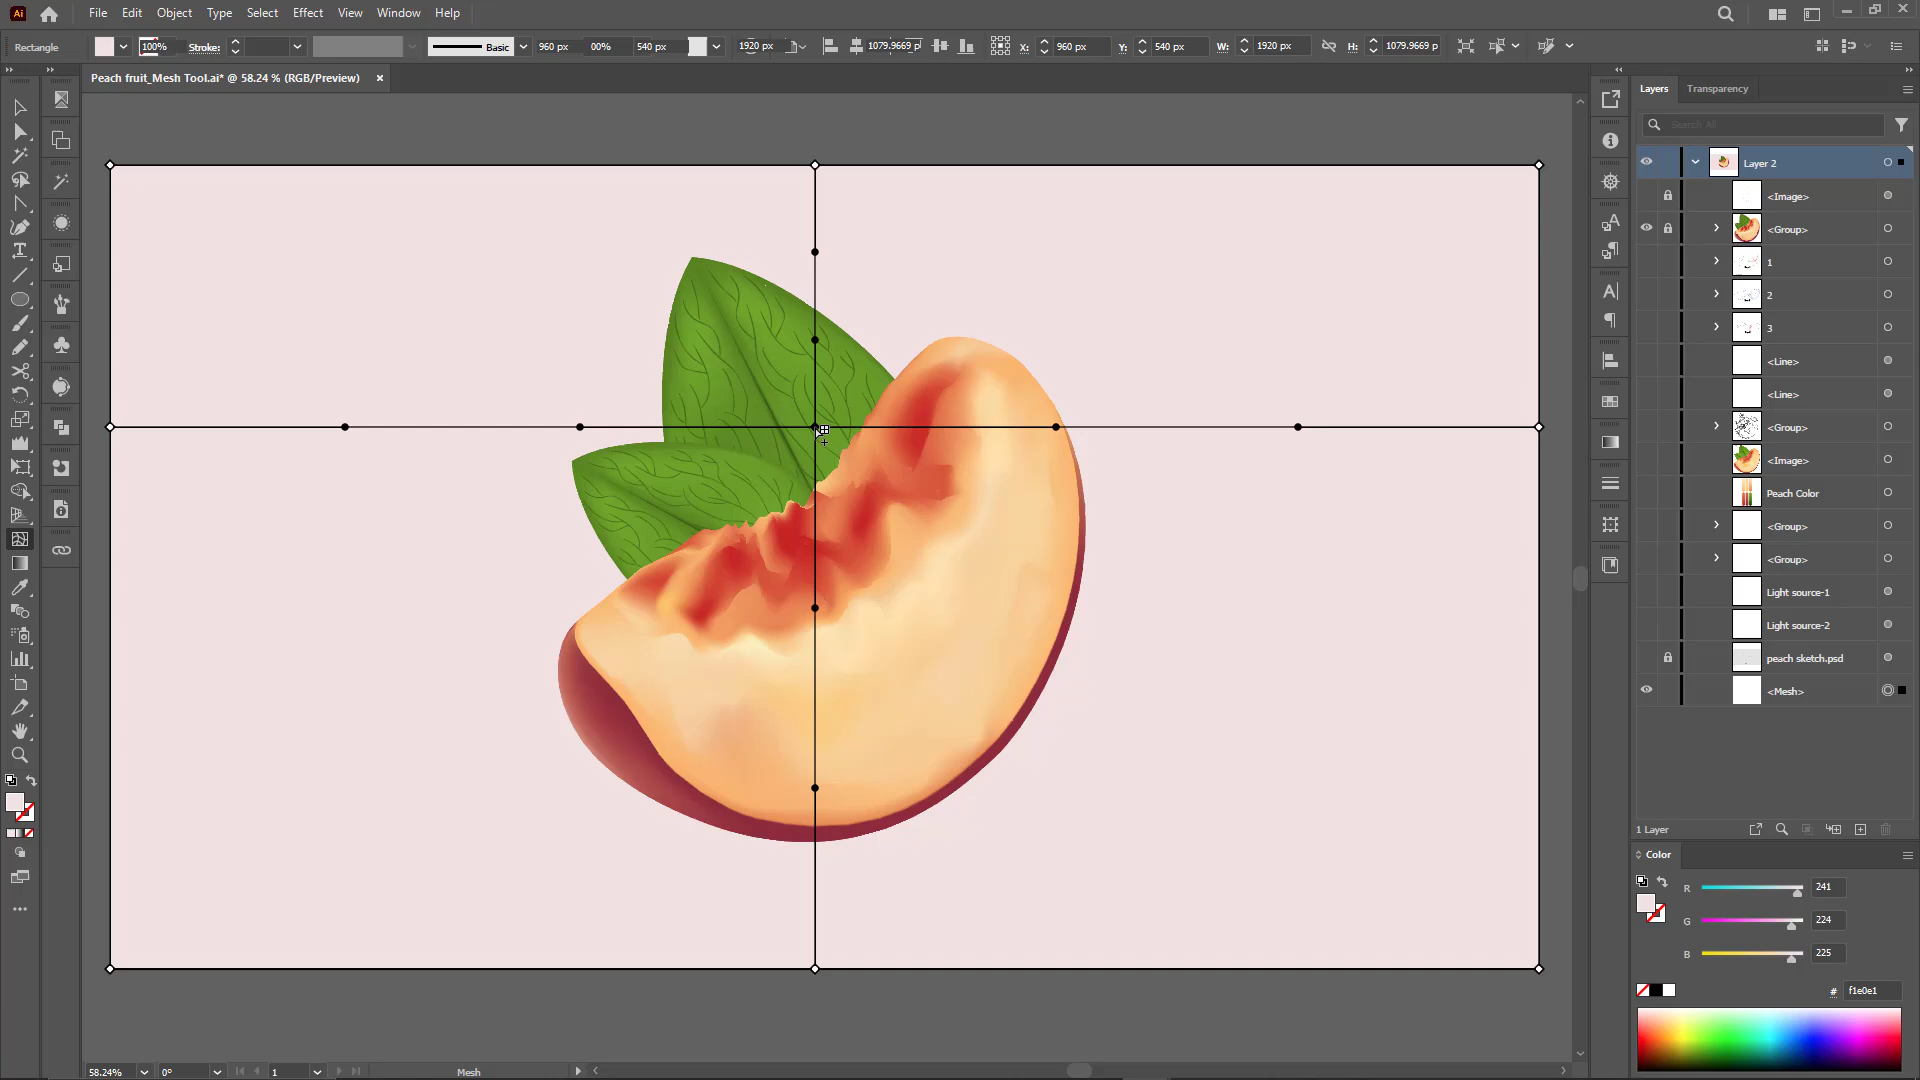 Ai File Edit Object Type Select Effect View Window Help
Rectangle 100% Stroke: Basic 960 px 00% 540 px 1920 px 1079.9669 p X: 960 px Y: 540 px W: 1920 px H: 1079.9669 p
Peach fruit_Mesh Tool.ai* @ 58.24 % (RGB/Preview) ×
Layers Transparency
Search All
Layer 2
<Image>
<Group>
1
2
3
<Line>
<Line>
<Group>
<Image>
Peach Color
<Group>
<Group>
Light source-1
Light source-2
peach sketch.psd
<Mesh>
1 Layer
Color
R 241
G 224
B 225
# f1e0e1
58.24% 0° 1 Mesh